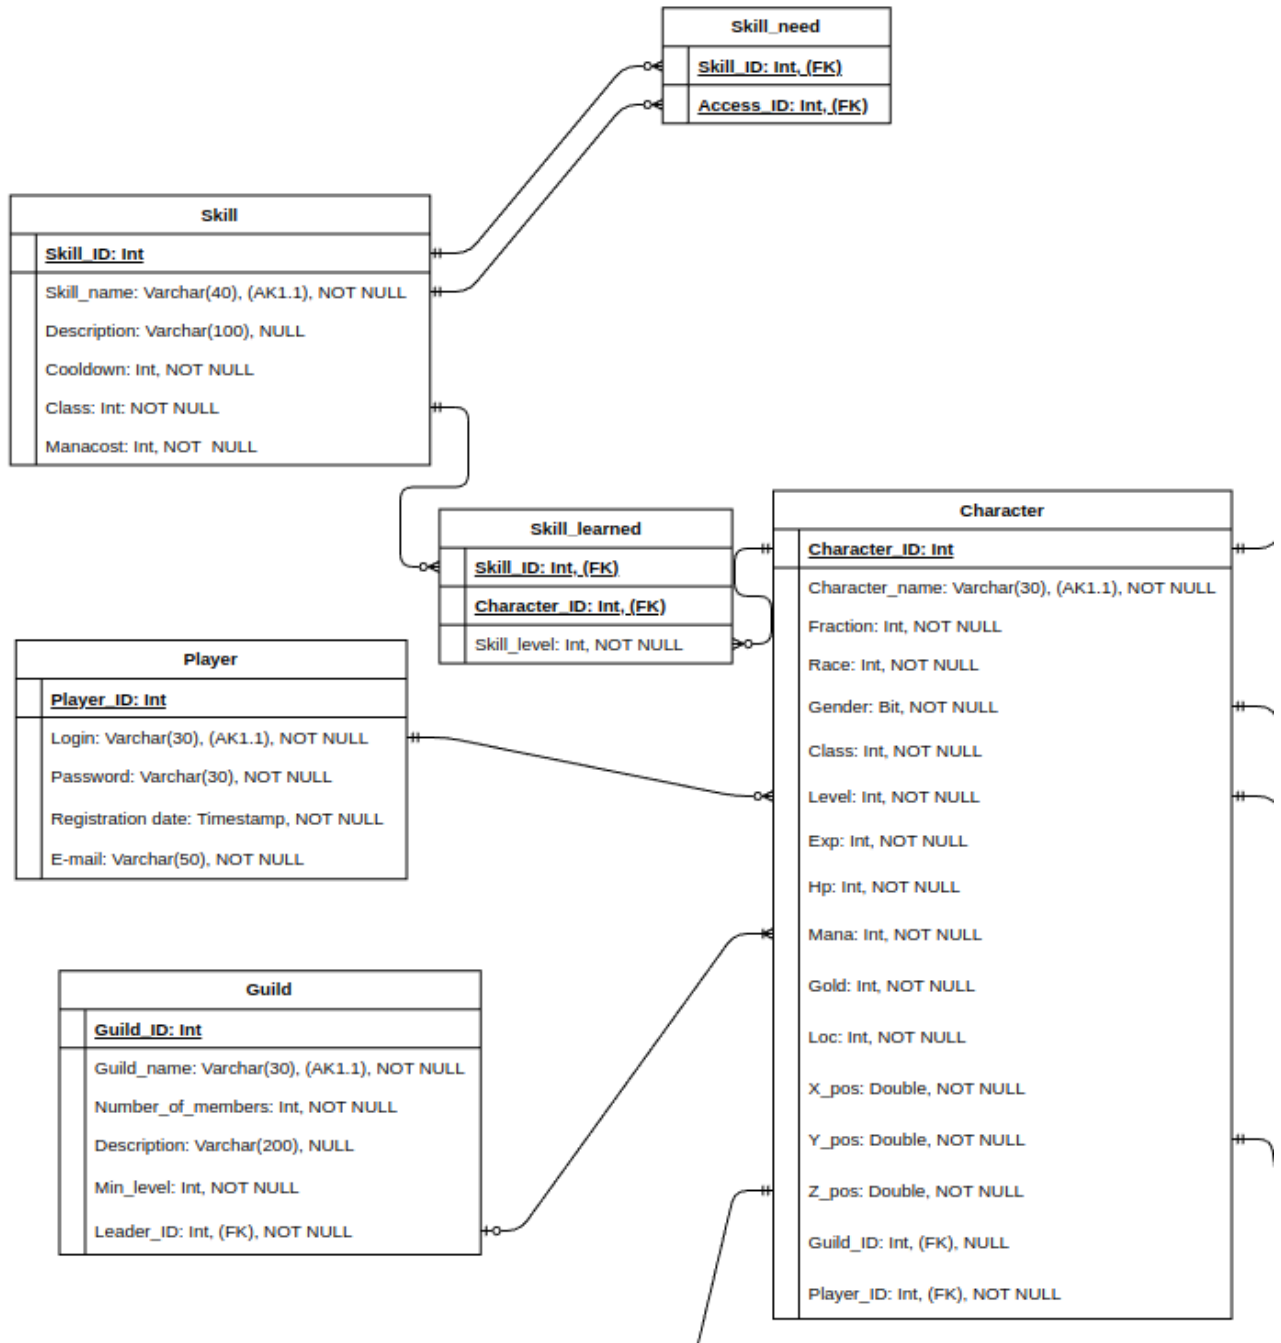 Skill_need
Skill_ID: Int, (FK)
Access_ID: Int, (FK)
Skill
Skill_ID: Int
Skill_name: Varchar(40), (AK1.1), NOT NULL
Description: Varchar(100), NULL
Cooldown: Int, NOT NULL
Class: Int: NOT NULL
Manacost: Int, NOT  NULL
Skill_learned
Skill_ID: Int, (FK)
Character_ID: Int, (FK)
Skill_level: Int, NOT NULL
Player
Player_ID: Int
Login: Varchar(30), (AK1.1), NOT NULL
Password: Varchar(30), NOT NULL
Registration date: Timestamp, NOT NULL
E-mail: Varchar(50), NOT NULL
Guild
Guild_ID: Int
Guild_name: Varchar(30), (AK1.1), NOT NULL
Number_of_members: Int, NOT NULL
Description: Varchar(200), NULL
Min_level: Int, NOT NULL
Leader_ID: Int, (FK), NOT NULL
Character
Character_ID: Int
Character_name: Varchar(30), (AK1.1), NOT NULL
Fraction: Int, NOT NULL
Race: Int, NOT NULL
Gender: Bit, NOT NULL
Class: Int, NOT NULL
Level: Int, NOT NULL
Exp: Int, NOT NULL
Hp: Int, NOT NULL
Mana: Int, NOT NULL
Gold: Int, NOT NULL
Loc: Int, NOT NULL
X_pos: Double, NOT NULL
Y_pos: Double, NOT NULL
Z_pos: Double, NOT NULL
Guild_ID: Int, (FK), NULL
Player_ID: Int, (FK), NOT NULL